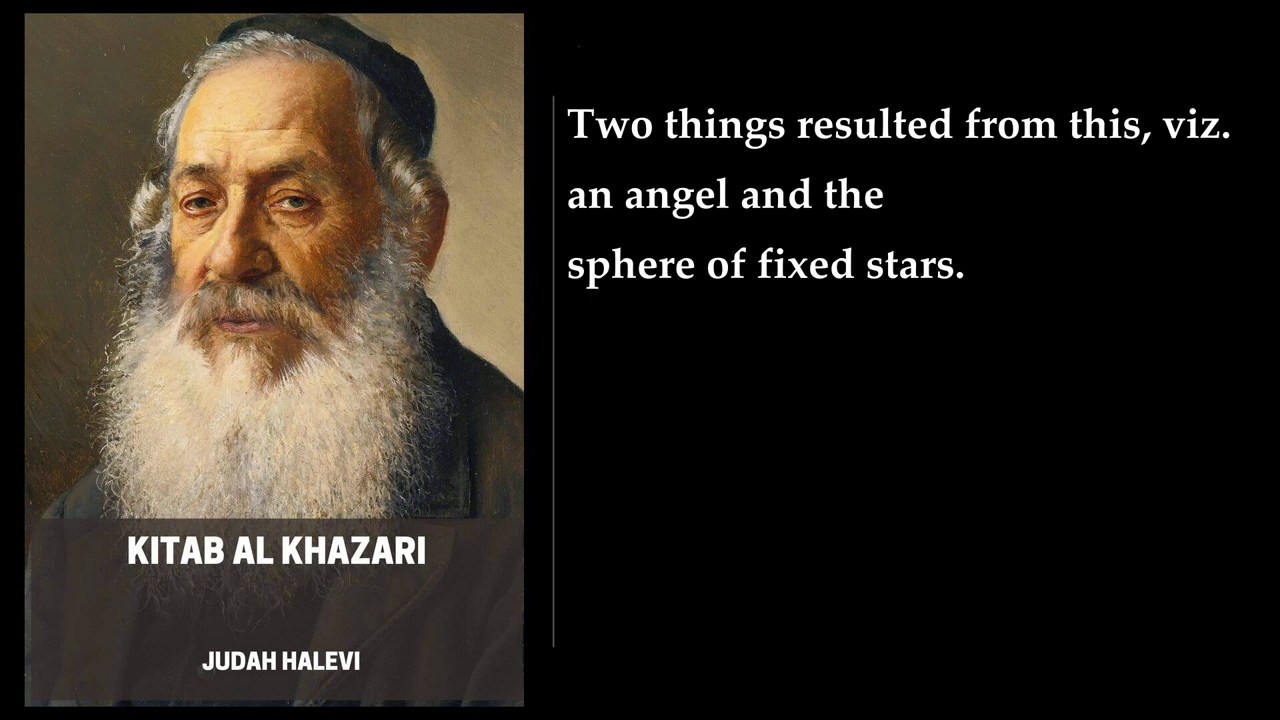 KITAB AL KHAZARI
JUDAH HALEVI
Two things resulted from this, viz.
an angel and the
sphere of fixed stars.